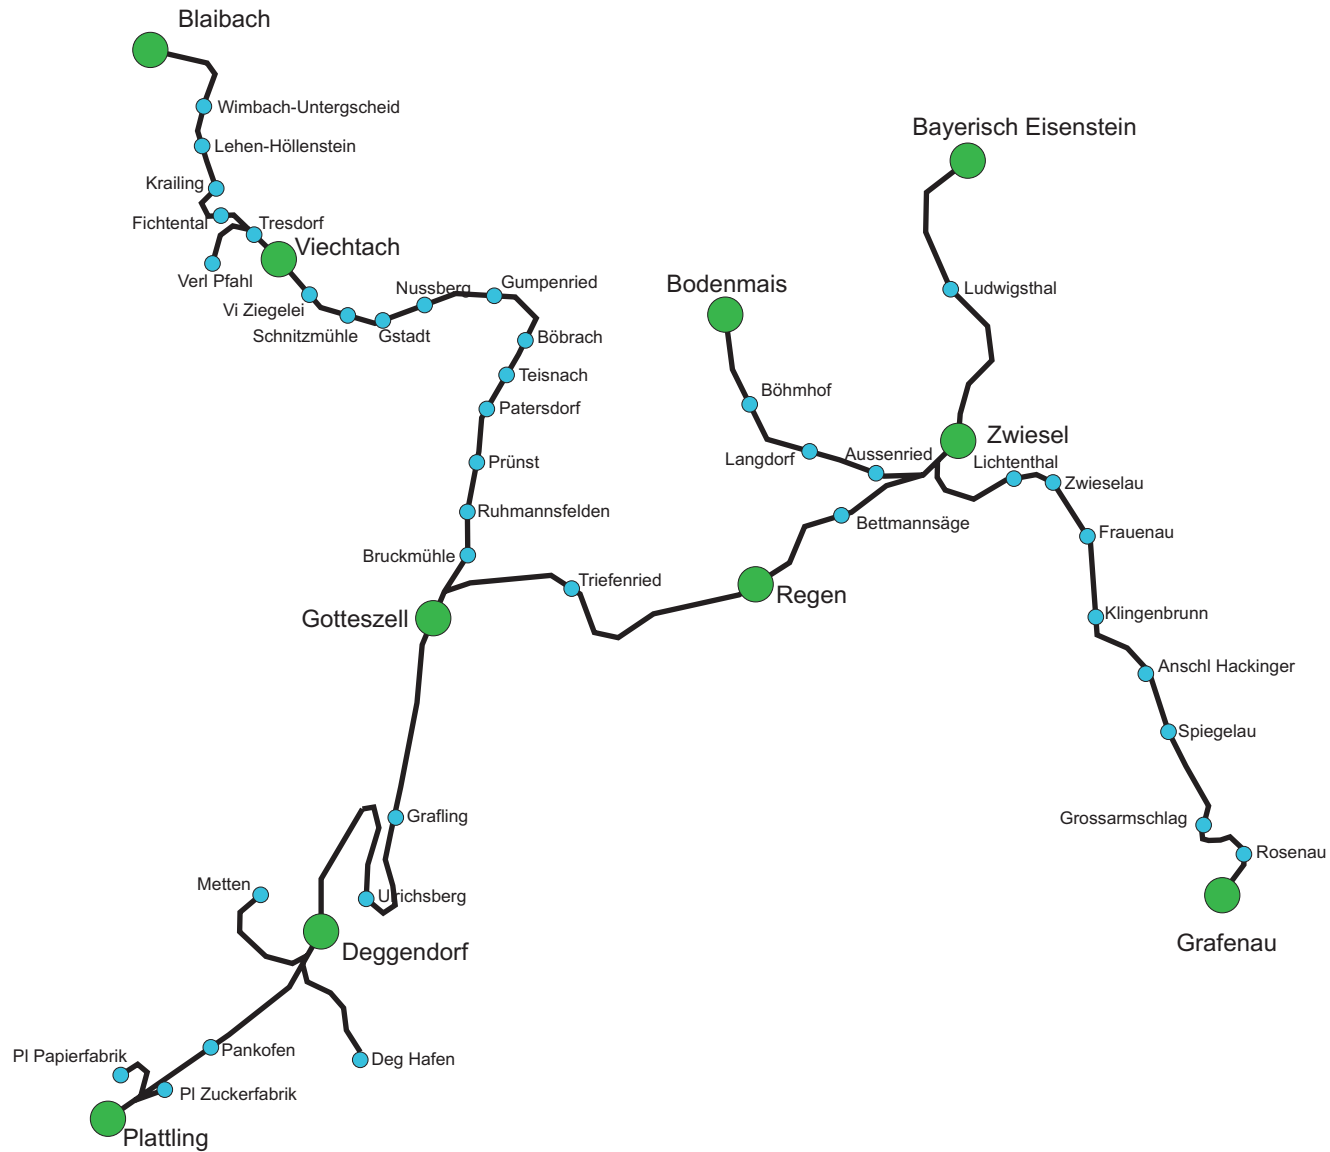 Blaibach
Wimbach-Untergscheid
Bayerisch Eisenstein
Lehen-Höllenstein
Krailing
Fichtental
Tresdorf
Viechtach
Verl Pfahl
Nussberg
Gumpenried
Bodenmais
Ludwigsthal
Vi Ziegelei
Schnitzmühle
Gstadt
Böbrach
Teisnach
Böhmhof
Patersdorf
Zwiesel
Langdorf
Aussenried
Lichtenthal
Prünst
Zwieselau
Ruhmannsfelden
Bettmannsäge
Frauenau
Bruckmühle
Triefenried
Regen
Gotteszell
Klingenbrunn
Anschl Hackinger
Spiegelau
Grafling
Grossarmschlag
Rosenau
Metten
Ulrichsberg
Deggendorf
Grafenau
Pankofen
Pl Papierfabrik
Deg Hafen
Pl Zuckerfabrik
Plattling